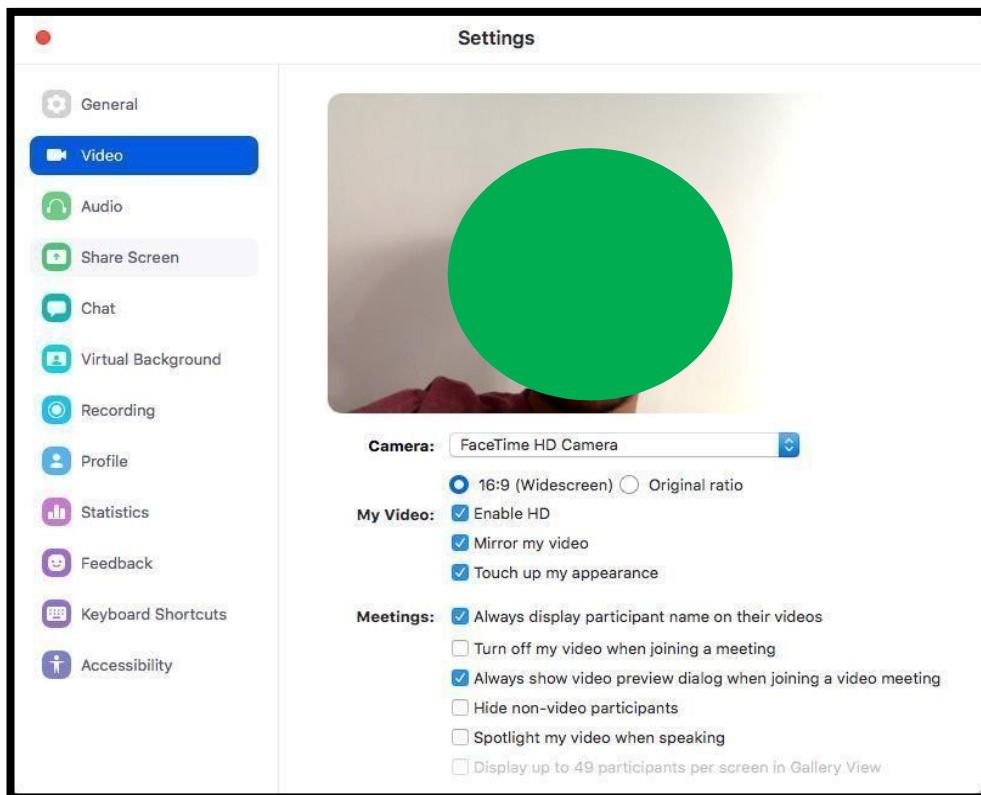 Settings
General
Video
Audio
Share Screen
Chat
Virtual Background
Recording
Profile
Statistics
Feedback
Keyboard Shortcuts
Accessibility
Camera: FaceTime HD Camera
16:9 (Widescreen) Original ratio
My Video: Enable HD
Mirror my video
Touch up my appearance
Meetings: Always display participant name on their videos
Turn off my video when joining a meeting
Always show video preview dialog when joining a video meeting
Hide non-video participants
Spotlight my video when speaking
Display up to 49 participants per screen in Gallery View